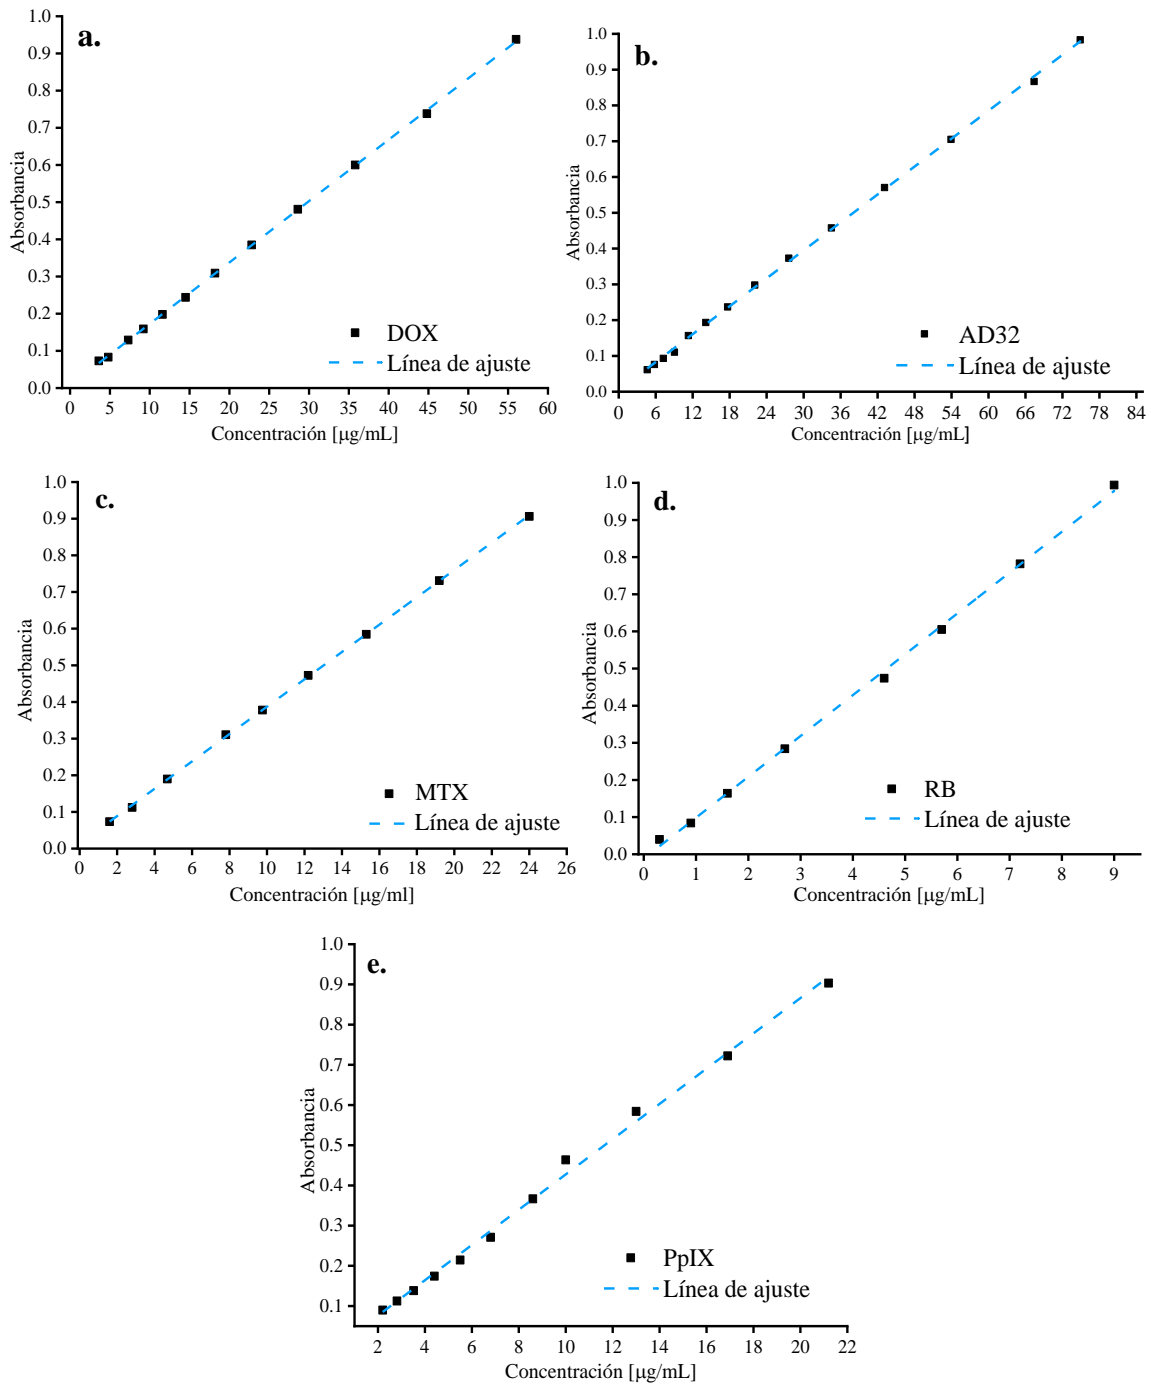 a.
1.0
0.9
0.8
0.7
0.6
0.5
0.4
0.3
0.2
0.1
0.0
Absorbancia
DOX
Línea de ajuste
0 5 10 15 20 25 30 35 40 45 50 55 60
Concentración [μg/mL]
b.
1.0
0.9
0.8
0.7
0.6
0.5
0.4
0.3
0.2
0.1
0.0
Absorbancia
AD32
Línea de ajuste
0 6 12 18 24 30 36 42 48 54 60 66 72 78 84
Concentración [μg/mL]
c.
1.0
0.9
0.8
0.7
0.6
0.5
0.4
0.3
0.2
0.1
0.0
Absorbancia
MTX
Línea de ajuste
0 2 4 6 8 10 12 14 16 18 20 22 24 26
Concentración [μg/ml]
d.
1.0
0.9
0.8
0.7
0.6
0.5
0.4
0.3
0.2
0.1
0.0
Absorbancia
RB
Línea de ajuste
0 1 2 3 4 5 6 7 8 9
Concentración [μg/mL]
e.
1.0
0.9
0.8
0.7
0.6
0.5
0.4
0.3
0.2
0.1
Absorbancia
PpIX
Línea de ajuste
2 4 6 8 10 12 14 16 18 20 22
Concentración [μg/mL]